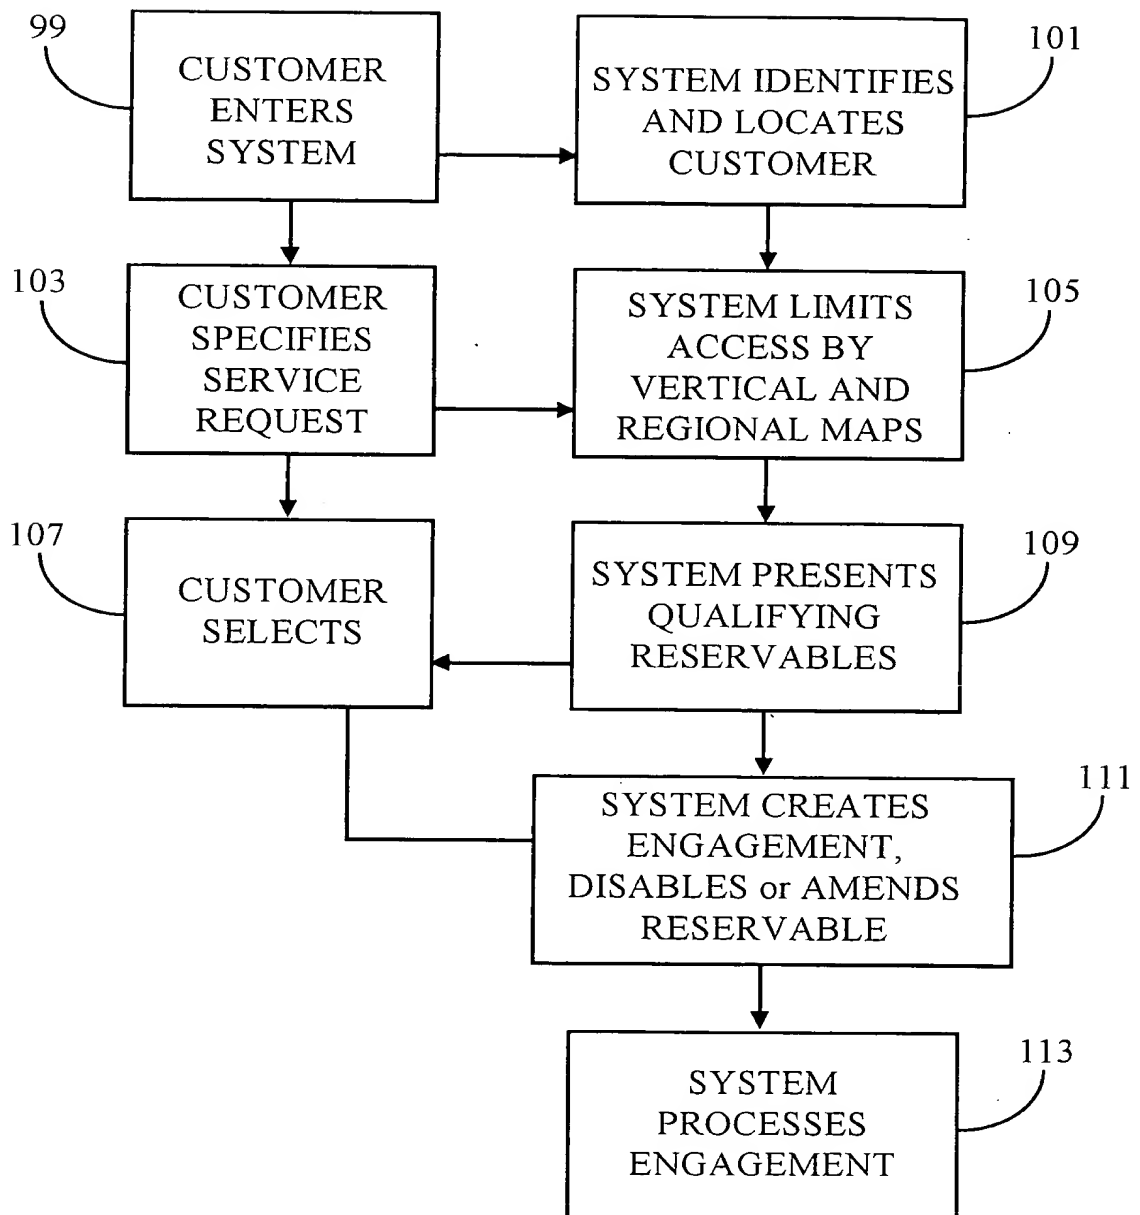 99
CUSTOMER
ENTERS
SYSTEM
101
SYSTEM IDENTIFIES
AND LOCATES
CUSTOMER
103
CUSTOMER
SPECIFIES
SERVICE
REQUEST
105
SYSTEM LIMITS
ACCESS BY
VERTICAL AND
REGIONAL MAPS
107
CUSTOMER
SELECTS
109
SYSTEM PRESENTS
QUALIFYING
RESERVABLES
111
SYSTEM CREATES
ENGAGEMENT,
DISABLES or AMENDS
RESERVABLE
113
SYSTEM
PROCESSES
ENGAGEMENT